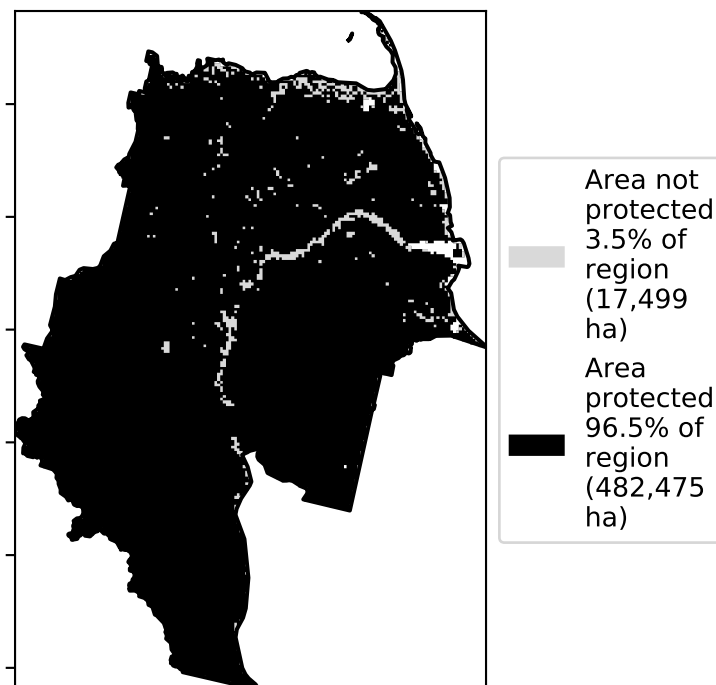 Area not
protected
3.5% of
region
(17,499
ha)
Area
protected
96.5% of
region
(482,475
ha)